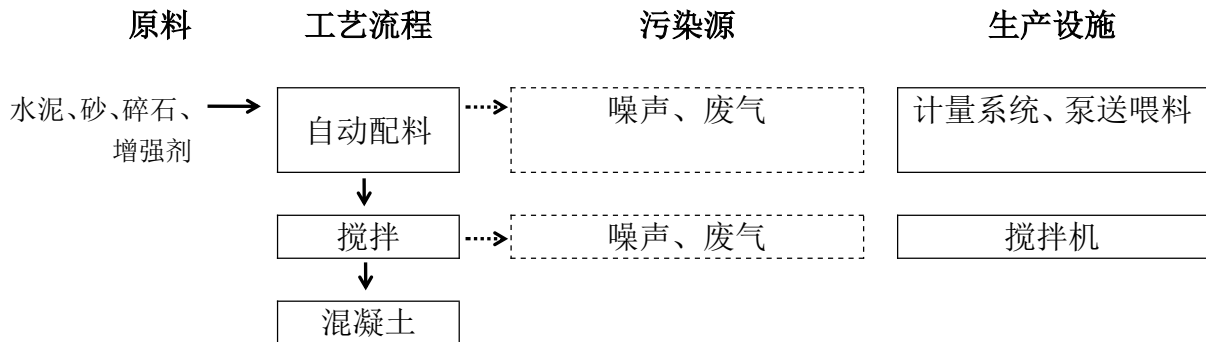 原料 工艺流程 污染源 生产设施
水泥、砂、碎石、
增强剂
自动配料 噪声、废气 计量系统、泵送喂料
搅拌 噪声、废气 搅拌机
混凝土